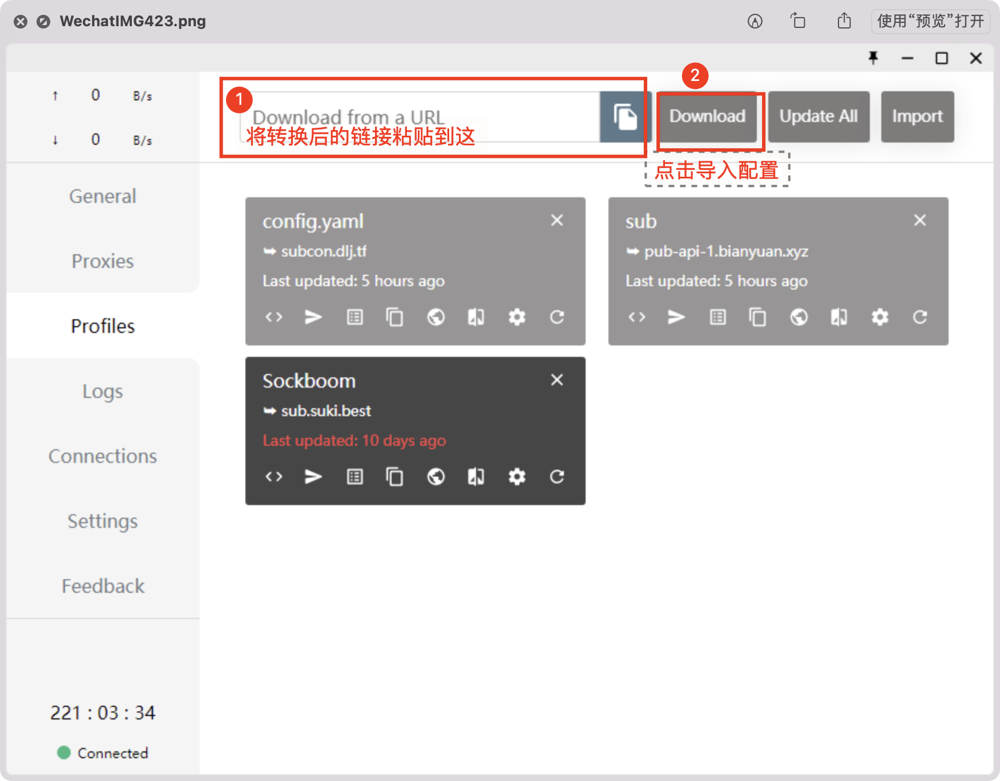 WechatIMG423.png
使用“预览”打开
↑ 0 B/s
↓ 0 B/s
1
Download from a URL
将转换后的链接粘贴到这
2
Download
Update All
Import
点击导入配置
General
Proxies
Profiles
Logs
Connections
Settings
Feedback
config.yaml
subcon.dlj.tf
Last updated: 5 hours ago
sub
pub-api-1.bianyuan.xyz
Last updated: 5 hours ago
Sockboom
sub.suki.best
Last updated: 10 days ago
221 : 03 : 34
Connected